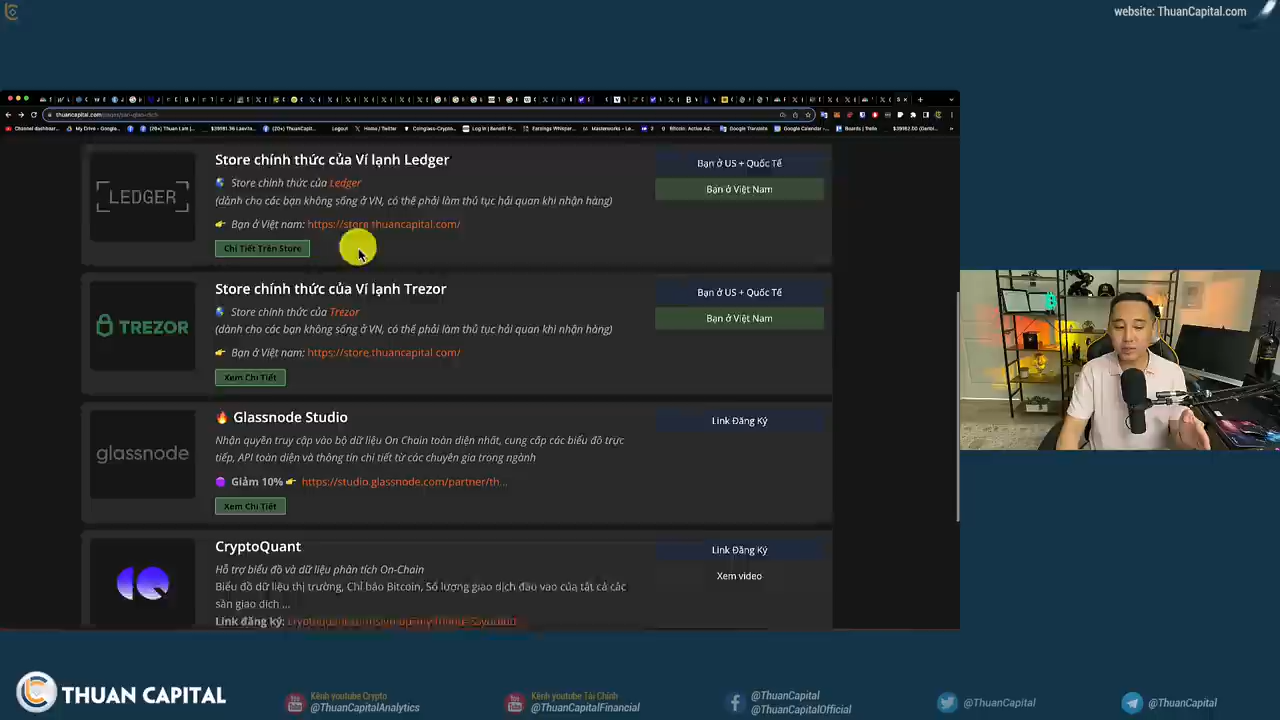 website: ThuanCapital.com
Logout
Home / Twitter
Google Translate
Store chính thức của Ví lạnh Ledger
Bạn ở US + Quốc Tế
LEDGER
Store chính thức của Ledger
Bạn ở Việt Nam
(dành cho các bạn không sống ở VN, có thể phải làm thủ tục hải quan khi nhận hàng)
Bạn ở Việt nam: https://store.thuancapital.com/
Chi Tiết Trên Store
Store chính thức của Ví lạnh Trezor
Bạn ở US + Quốc Tế
TREZOR
Store chính thức của Trezor
Bạn ở Việt Nam
(dành cho các bạn không sống ở VN, có thể phải làm thủ tục hải quan khi nhận hàng)
Bạn ở Việt nam: https://store.thuancapital.com/
Xem Chi Tiết
Glassnode Studio
Link Đăng Ký
glassnode
Nhận quyền truy cập vào bộ dữ liệu On Chain toàn diện nhất, cung cấp các biểu đồ trực
tiếp, API toàn diện và thông tin chi tiết từ các chuyên gia trong ngành
Giảm 10% https://studio.glassnode.com/partner/th...
Xem Chi Tiết
CryptoQuant
Link Đăng Ký
Hỗ trợ biểu đồ và dữ liệu phân tích On-Chain
Xem video
Biểu đồ dữ liệu thị trường, Chỉ báo Bitcoin, Số lượng giao dịch đầu vào của tất cả các
sàn giao dịch ...
Link đăng ký:
THUAN CAPITAL
Kênh youtube Crypto
@ThuanCapitalAnalytics
Kênh youtube Tài Chính
@ThuanCapitalFinancial
@ThuanCapital
@ThuanCapitalOfficial
@ThuanCapital
@ThuanCapital